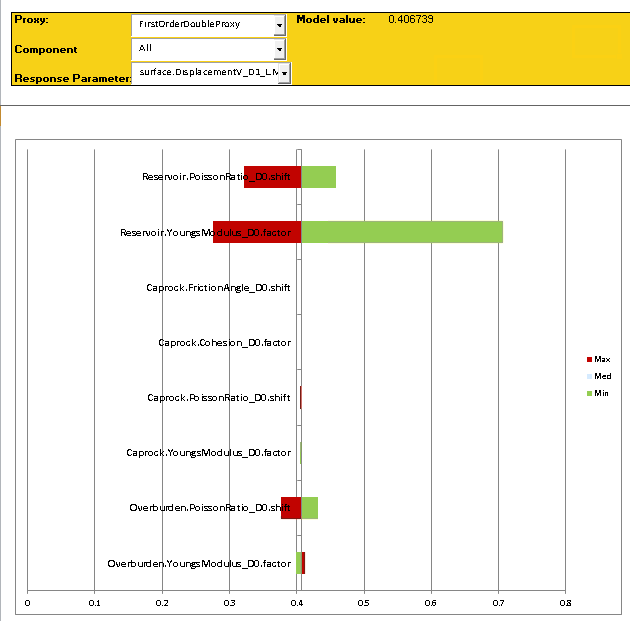 Proxy: FirstOrderDoubleProxy Model value: 0.406739
Component All
Response Parameter: surface.DisplacementV_D1_L.M
Reservoir.PoissonRatio_D0.shift
Reservoir.YoungsModulus_D0.factor
Caprock.FrictionAngle_D0.shift
Caprock.Cohesion_D0.factor
Caprock.PoissonRatio_D0.shift
Caprock.YoungsModulus_D0.factor
Overburden.PoissonRatio_D0.shift
Overburden.YoungsModulus_D0.factor
Max
Med
Min
0 0.1 0.2 0.3 0.4 0.5 0.6 0.7 0.8